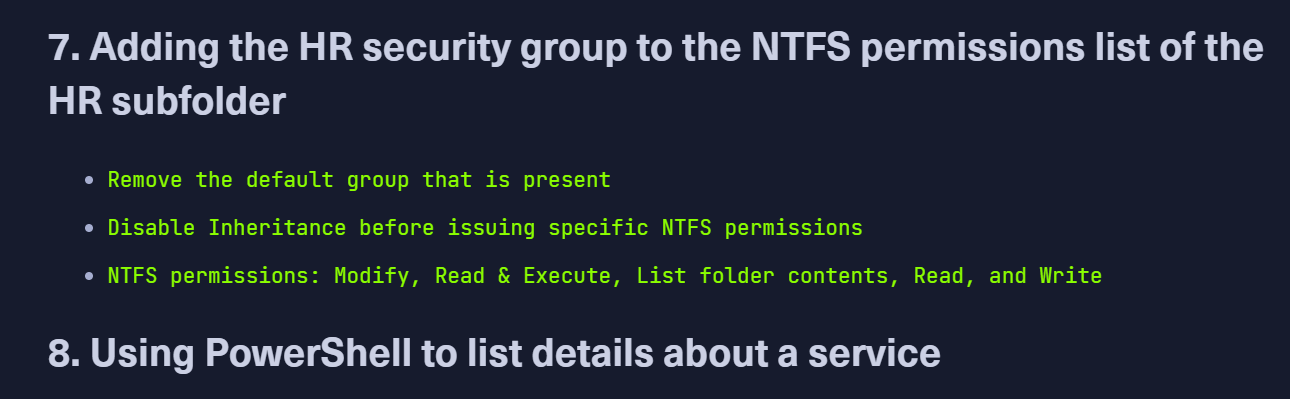 7. Adding the HR security group to the NTFS permissions list of the
HR subfolder
• Remove the default group that is present
• Disable Inheritance before issuing specific NTFS permissions
• NTFS permissions: Modify, Read & Execute, List folder contents, Read, and Write
8. Using PowerShell to list details about a service